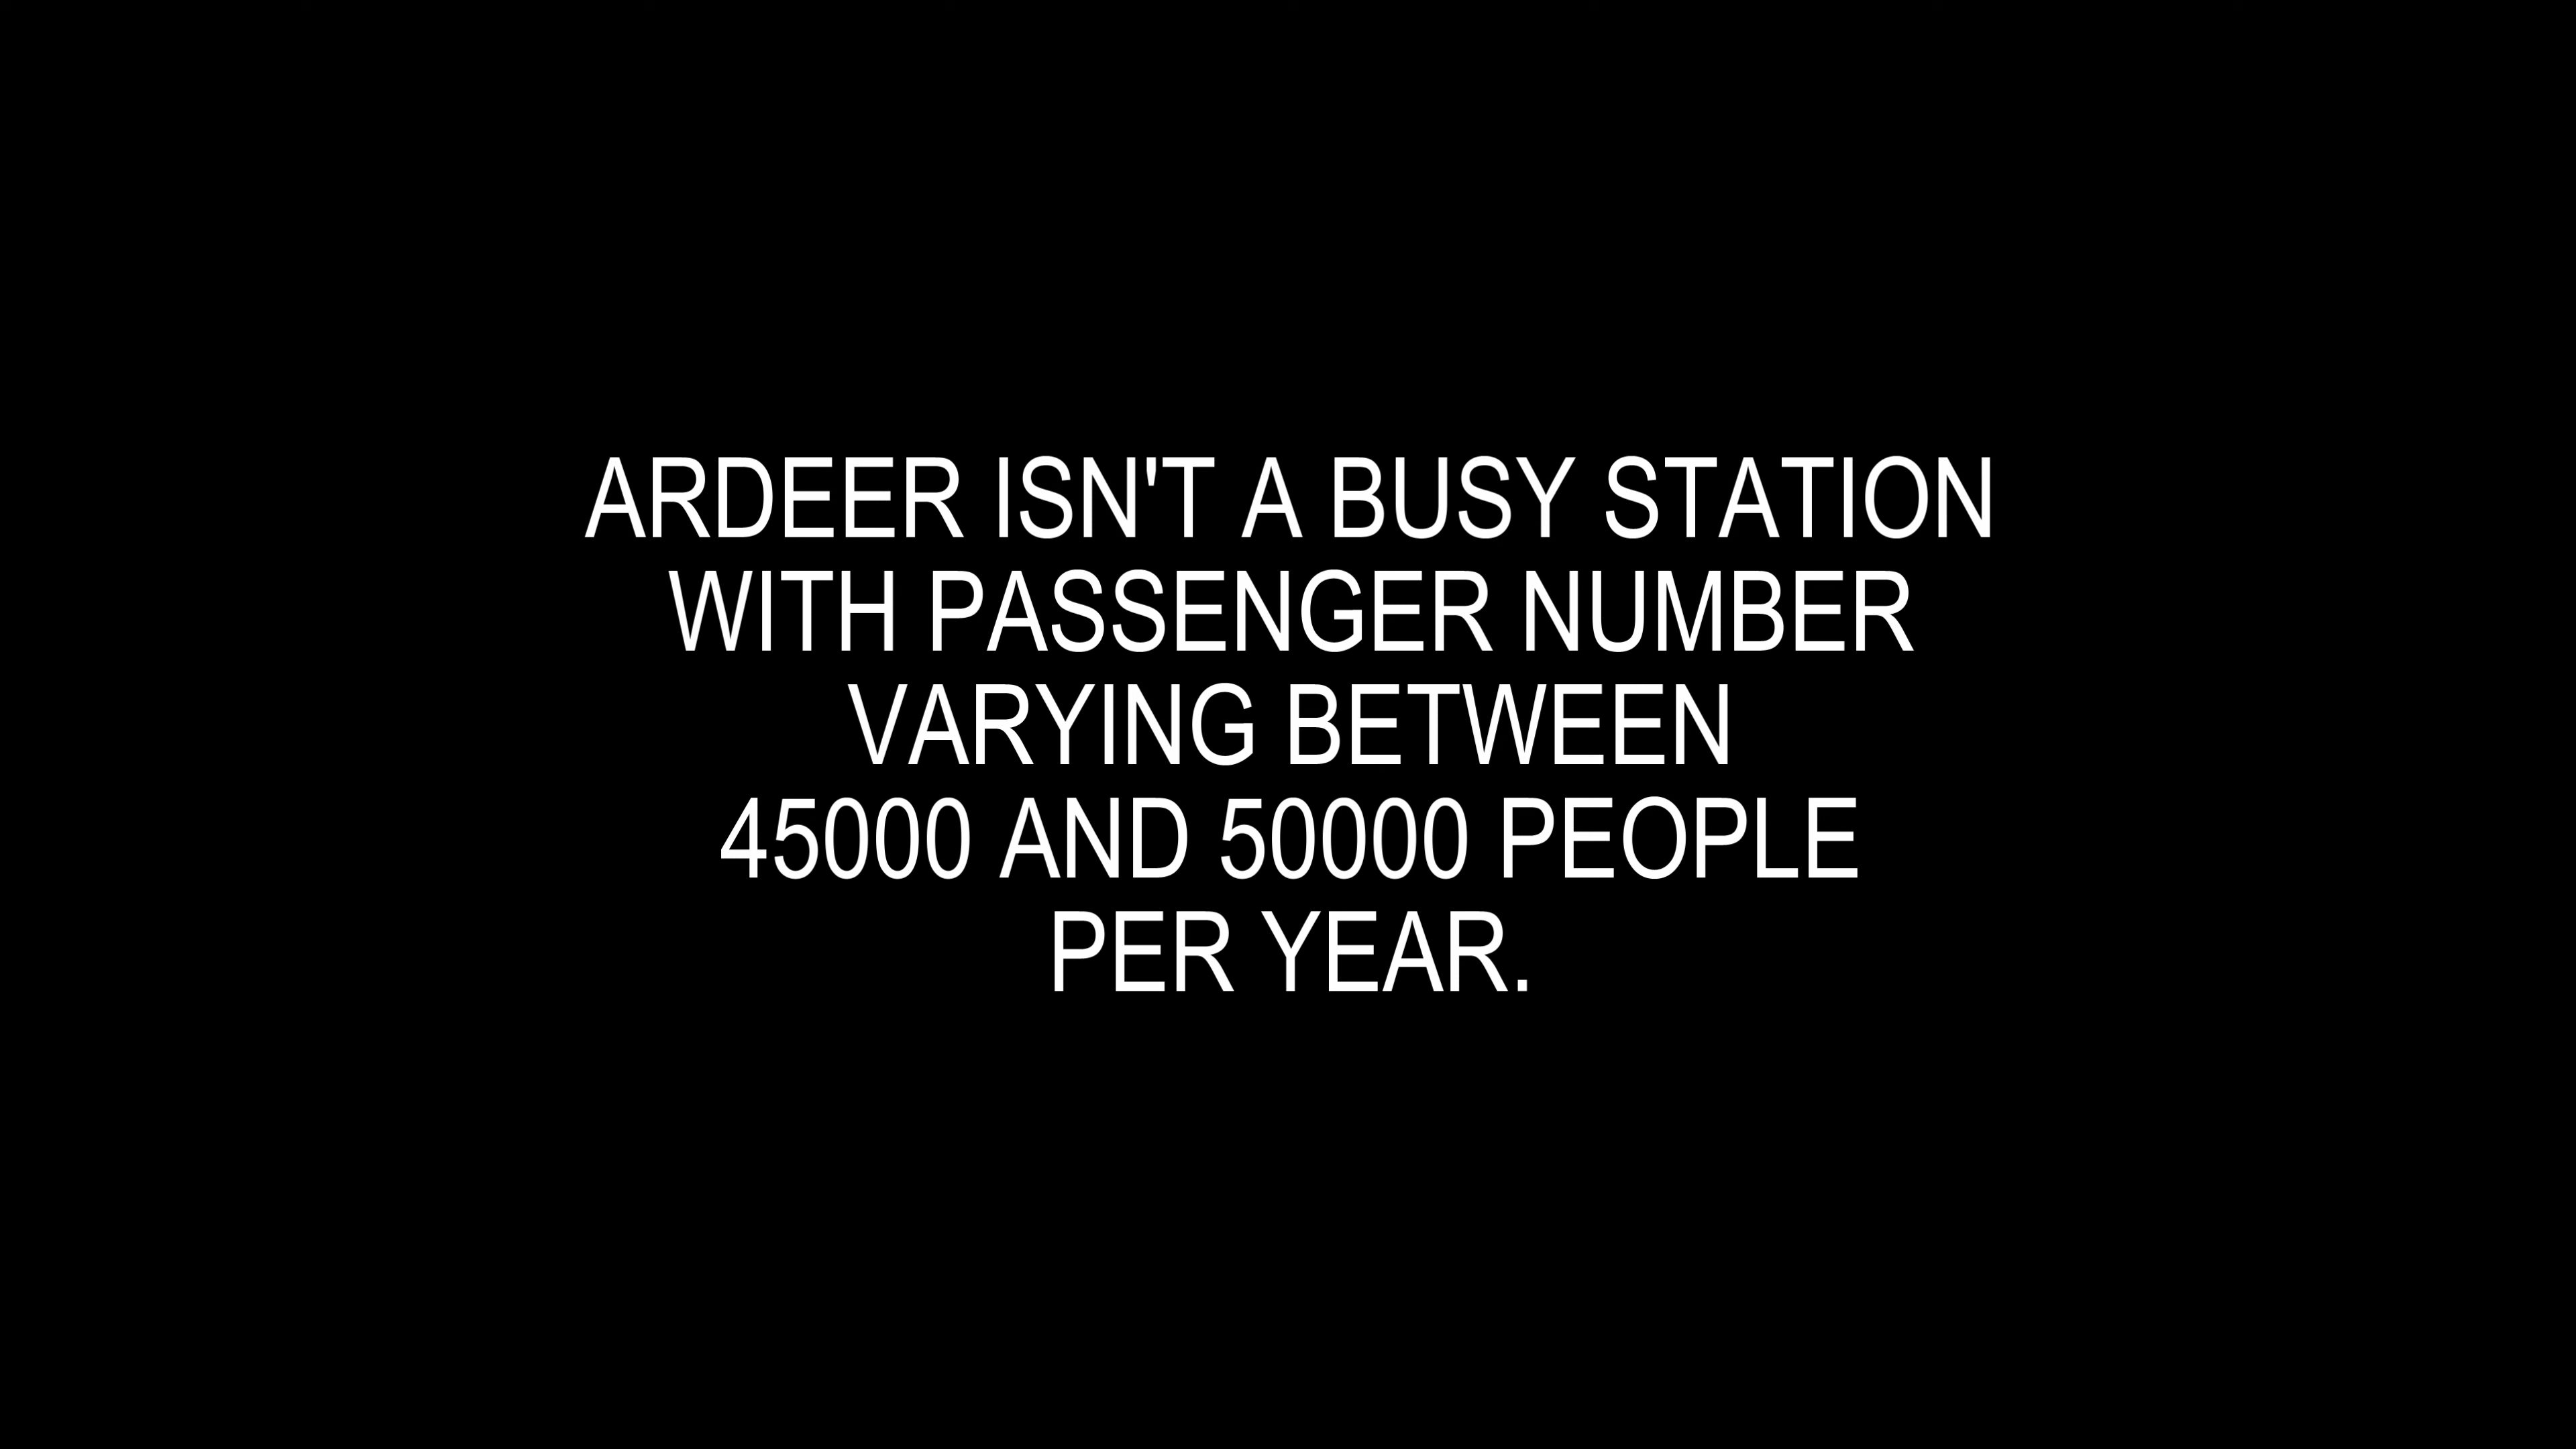 ARDEER ISN'T A BUSY STATION
WITH PASSENGER NUMBER
VARYING BETWEEN
45000 AND 50000 PEOPLE
PER YEAR.